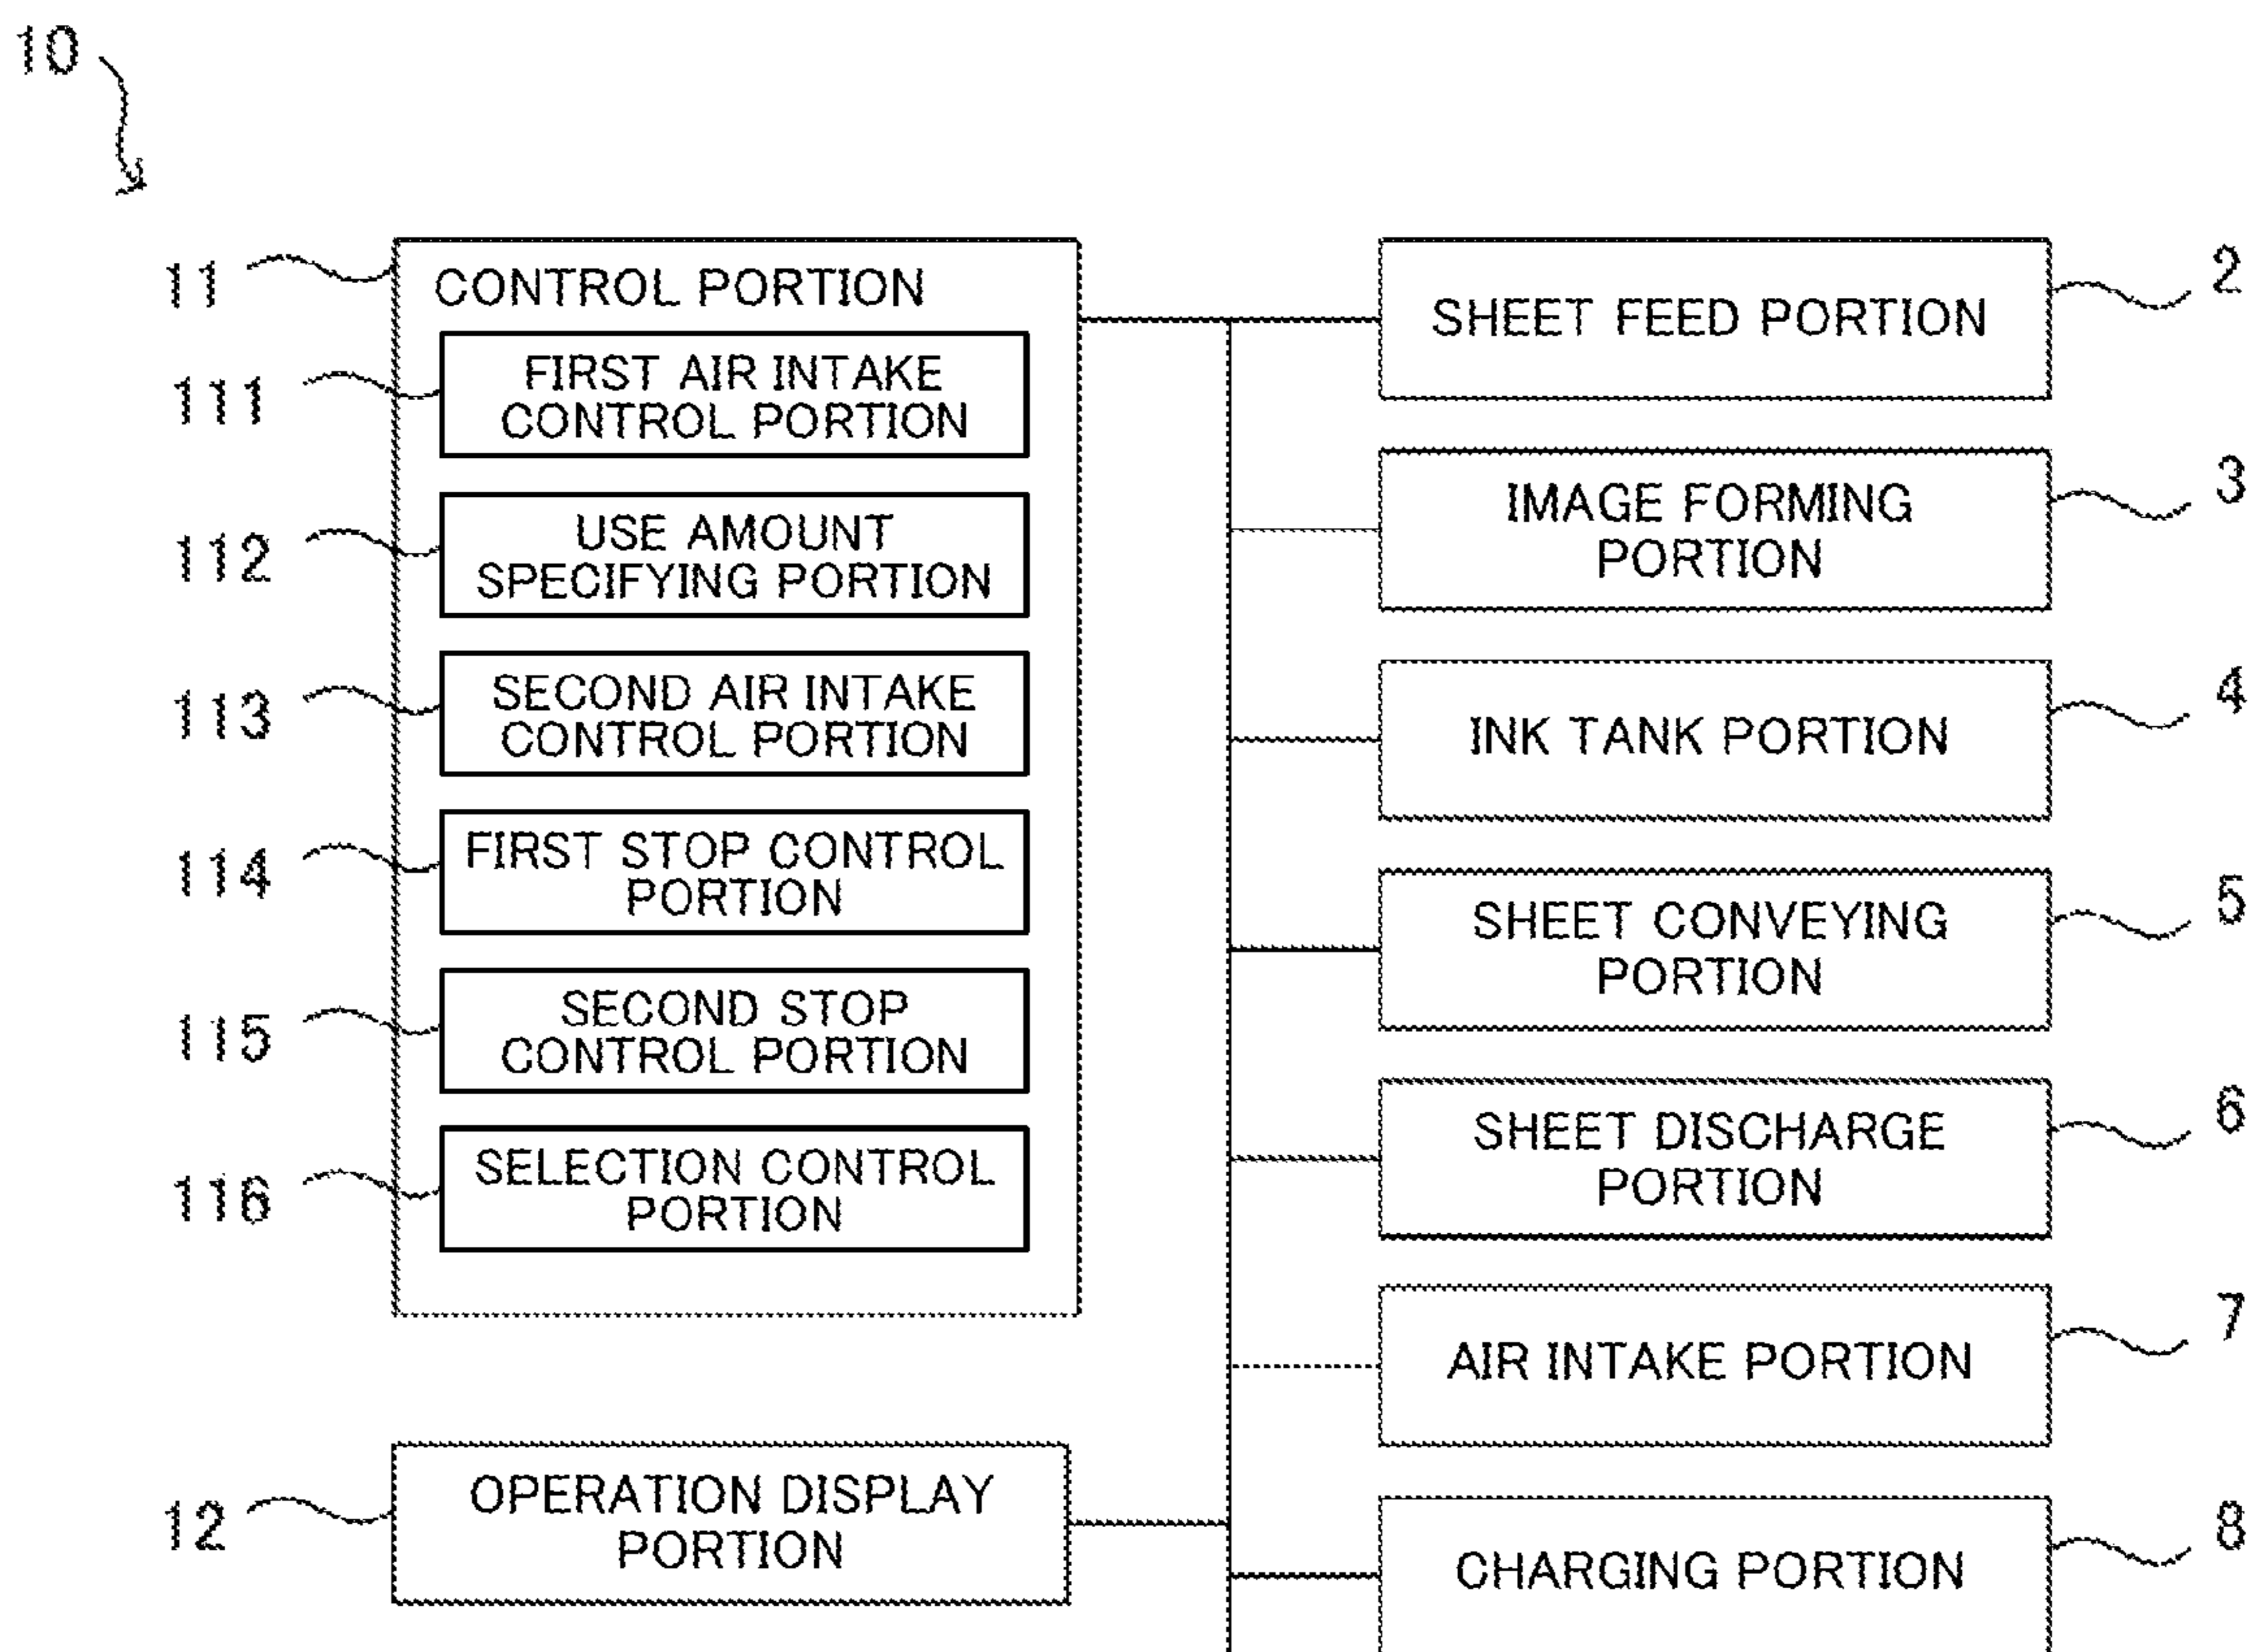 10
11
CONTROL PORTION
111
FIRST AIR INTAKE
CONTROL PORTION
112
USE AMOUNT
SPECIFYING PORTION
113
SECOND AIR INTAKE
CONTROL PORTION
114
FIRST STOP CONTROL
PORTION
115
SECOND STOP
CONTROL PORTION
116
SELECTION CONTROL
PORTION
12
OPERATION DISPLAY
PORTION
SHEET FEED PORTION
2
IMAGE FORMING
PORTION
3
INK TANK PORTION
4
SHEET CONVEYING
PORTION
5
SHEET DISCHARGE
PORTION
6
AIR INTAKE PORTION
7
CHARGING PORTION
8